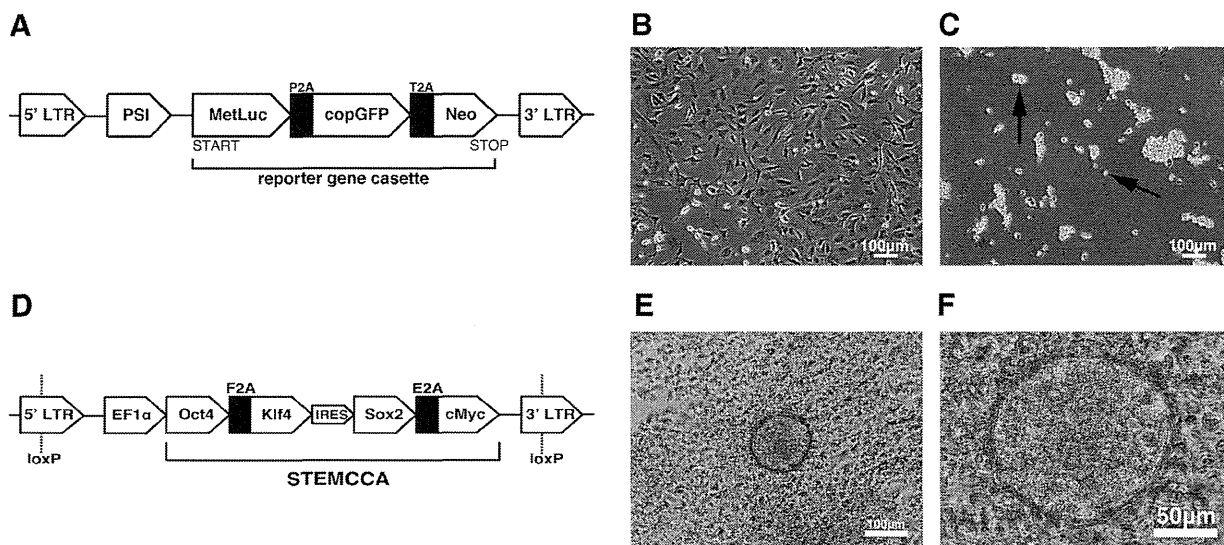 A
B
C
P2A
T2A
5' LTR
PSI
MetLuc
copGFP
Neo
3' LTR
START
STOP
reporter gene casette
100µm
100µm
D
E
F
F2A
E2A
5' LTR
EF1α
Oct4
Klf4
IRES
Sox2
cMyc
3' LTR
loxP
loxP
STEMCCA
100µm
50µm